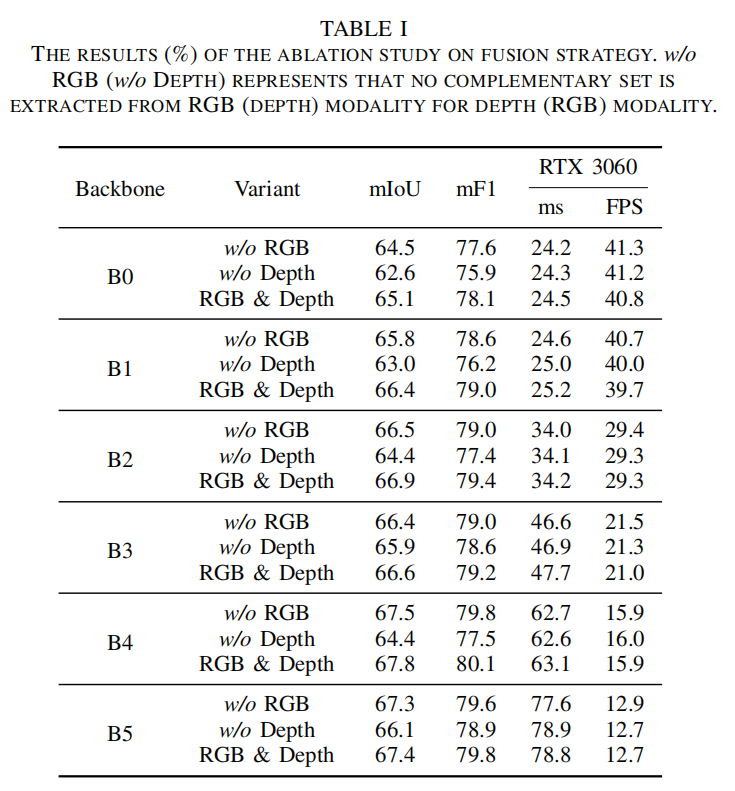 TABLE I
THE RESULTS (%) OF THE ABLATION STUDY ON FUSION STRATEGY. w/o
RGB (w/o DEPTH) REPRESENTS THAT NO COMPLEMENTARY SET IS
EXTRACTED FROM RGB (DEPTH) MODALITY FOR DEPTH (RGB) MODALITY.
Backbone Variant mIoU mF1 RTX 3060
ms FPS
B0
w/o RGB 64.5 77.6 24.2 41.3
w/o Depth 62.6 75.9 24.3 41.2
RGB & Depth 65.1 78.1 24.5 40.8
B1
w/o RGB 65.8 78.6 24.6 40.7
w/o Depth 63.0 76.2 25.0 40.0
RGB & Depth 66.4 79.0 25.2 39.7
B2
w/o RGB 66.5 79.0 34.0 29.4
w/o Depth 64.4 77.4 34.1 29.3
RGB & Depth 66.9 79.4 34.2 29.3
B3
w/o RGB 66.4 79.0 46.6 21.5
w/o Depth 65.9 78.6 46.9 21.3
RGB & Depth 66.6 79.2 47.7 21.0
B4
w/o RGB 67.5 79.8 62.7 15.9
w/o Depth 64.4 77.5 62.6 16.0
RGB & Depth 67.8 80.1 63.1 15.9
B5
w/o RGB 67.3 79.6 77.6 12.9
w/o Depth 66.1 78.9 78.9 12.7
RGB & Depth 67.4 79.8 78.8 12.7